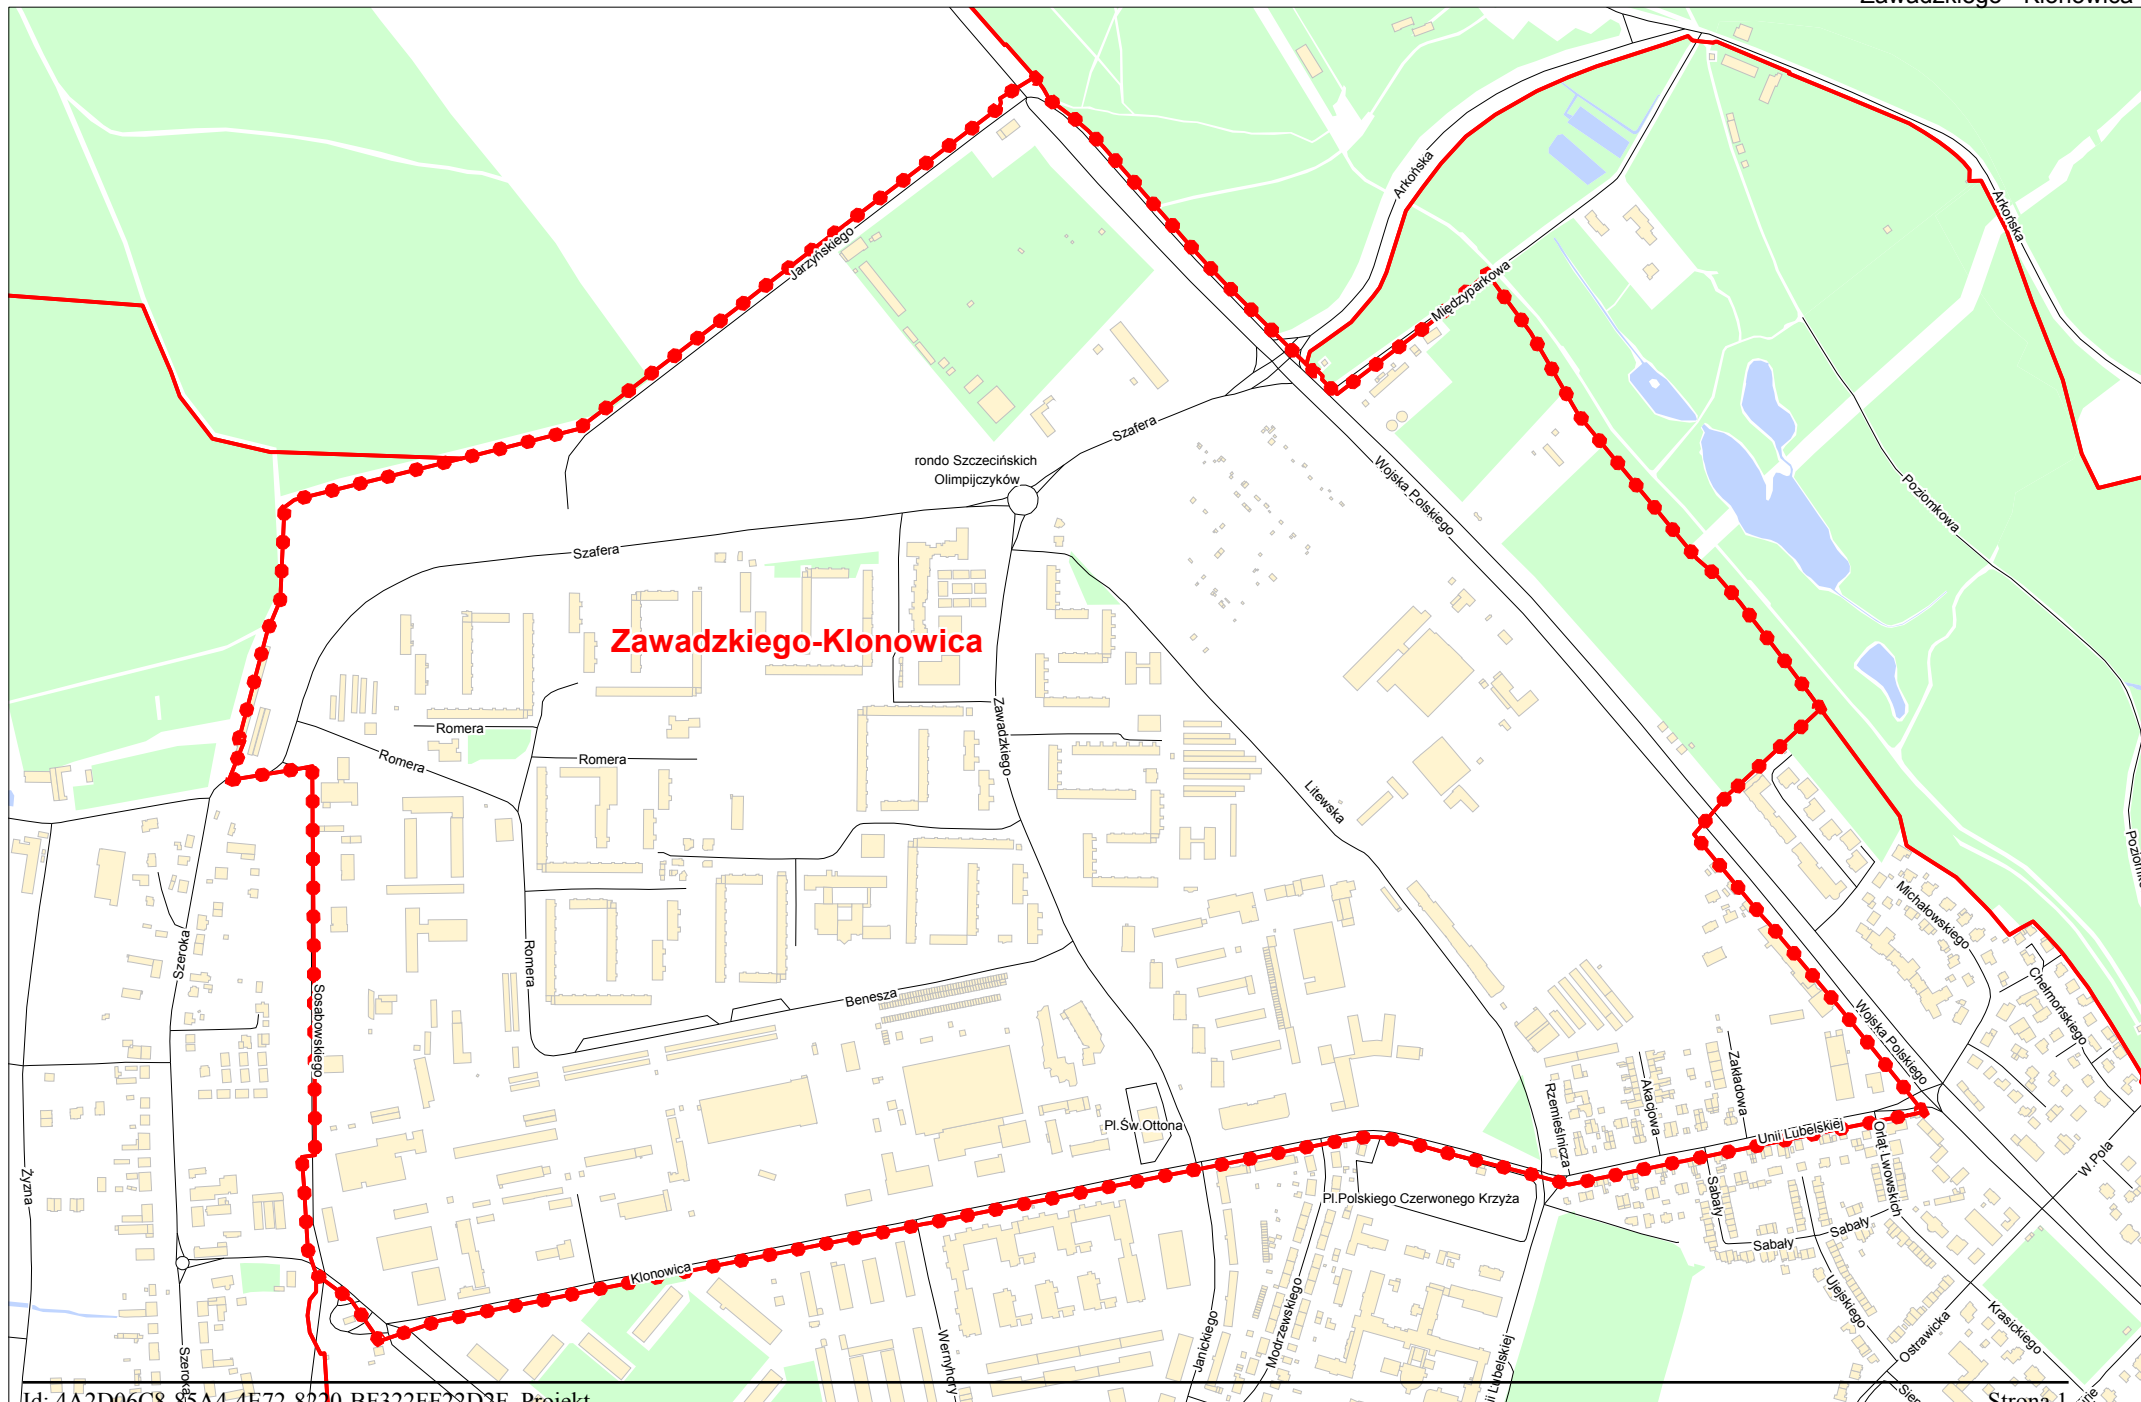 Arkońska
Arkońska
Jarzyńskiego
Międzyparkowa
Szafera
rondo Szczecińskich
Olimpijczyków
Wojska Polskiego
Poziomkowa
Szafera
Zawadzkiego-Klonowica
Romera
Romera
Romera
Zawadzkiego
Litewska
Michałowskiego
Szeroka
Romera
Benesza
Chełmońskiego
Sosabowskiego
Wojska Polskiego
Zakładowa
Akacjowa
Rzemieślnicza
Pl.Św.Ottona
Unii Lubelskiej
Orląt Lwowskich
W.Pola
Żyzna
Pl.Polskiego Czerwonego Krzyża
Sabały
Sabały
Sabały
Klonowica
Ujejskiego
Krasickiego
Ostrawicka
Modrzewskiego
Janickiego
Wernyhory
Szeroka
Strona 1